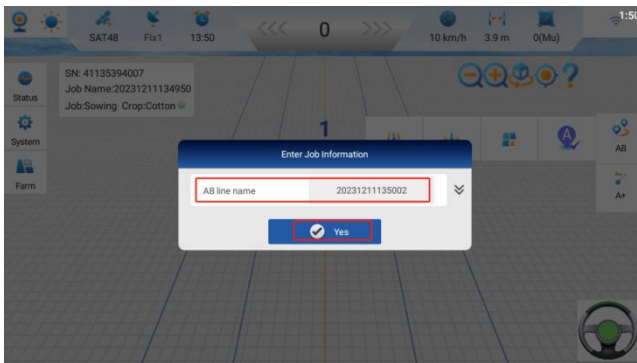 1:50
SAT48
Fix1
13:50
<<< 0 >>>
10 km/h
3.9 m
0(Mu)
SN: 41135394007
Job Name:20231211134950
Job:Sowing Crop:Cotton
Status
System
Farm
?
1
A
AB
A+
Enter Job Information
AB line name
20231211135002
Yes